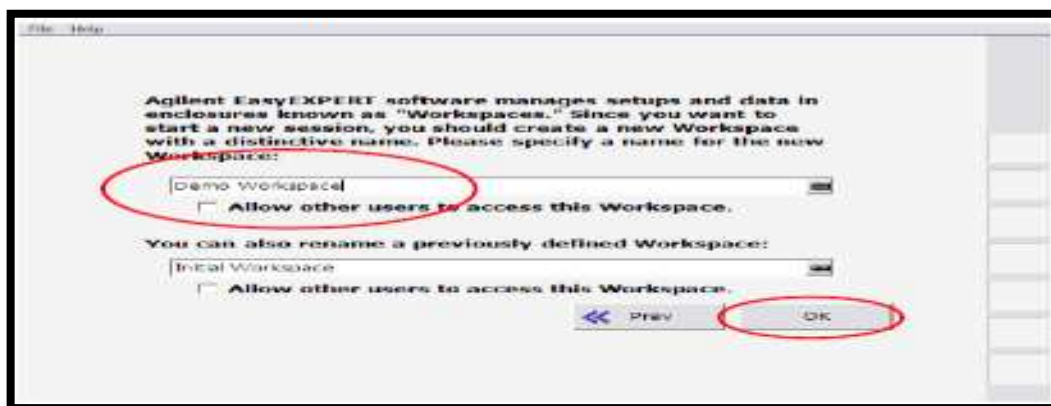 File Help
Agilent EasyEXPERT software manages setups and data in
enclosures known as "Workspaces." Since you want to
start a new session, you should create a new Workspace
with a distinctive name. Please specify a name for the new
Workspace:
Demo Workspace
Allow other users to access this Workspace.
You can also rename a previously defined Workspace:
Initial Workspace
Allow other users to access this Workspace.
Prev OK